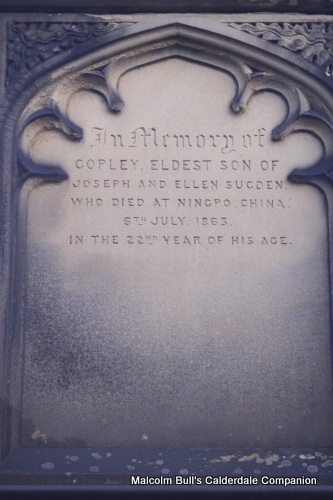 In Memory of
COPLEY, ELDEST SON OF
JOSEPH AND ELLEN SUGDEN,
WHO DIED AT NINGPO, CHINA,
6TH JULY, 1863,
IN THE 22ND YEAR OF HIS AGE.
Malcolm Bull's Calderdale Companion